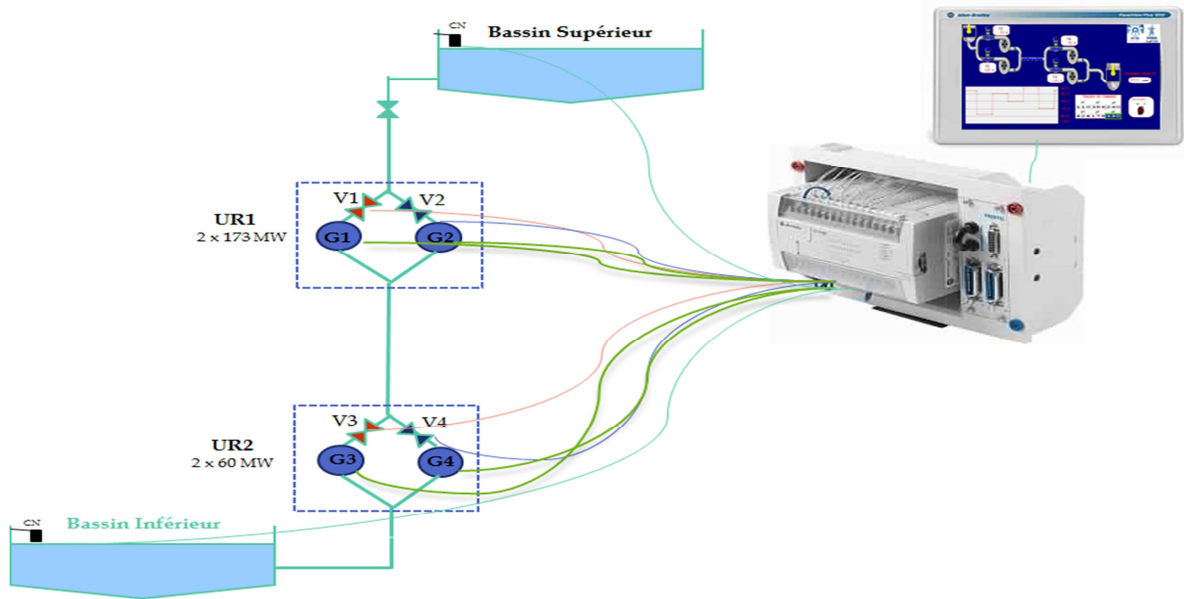 CN
Bassin Supérieur
Allen-Bradley
V1
V2
UR1
2 x 173 MW
G1
G2
V3
V4
UR2
2 x 60 MW
G3
G4
CN
Bassin Inférieur